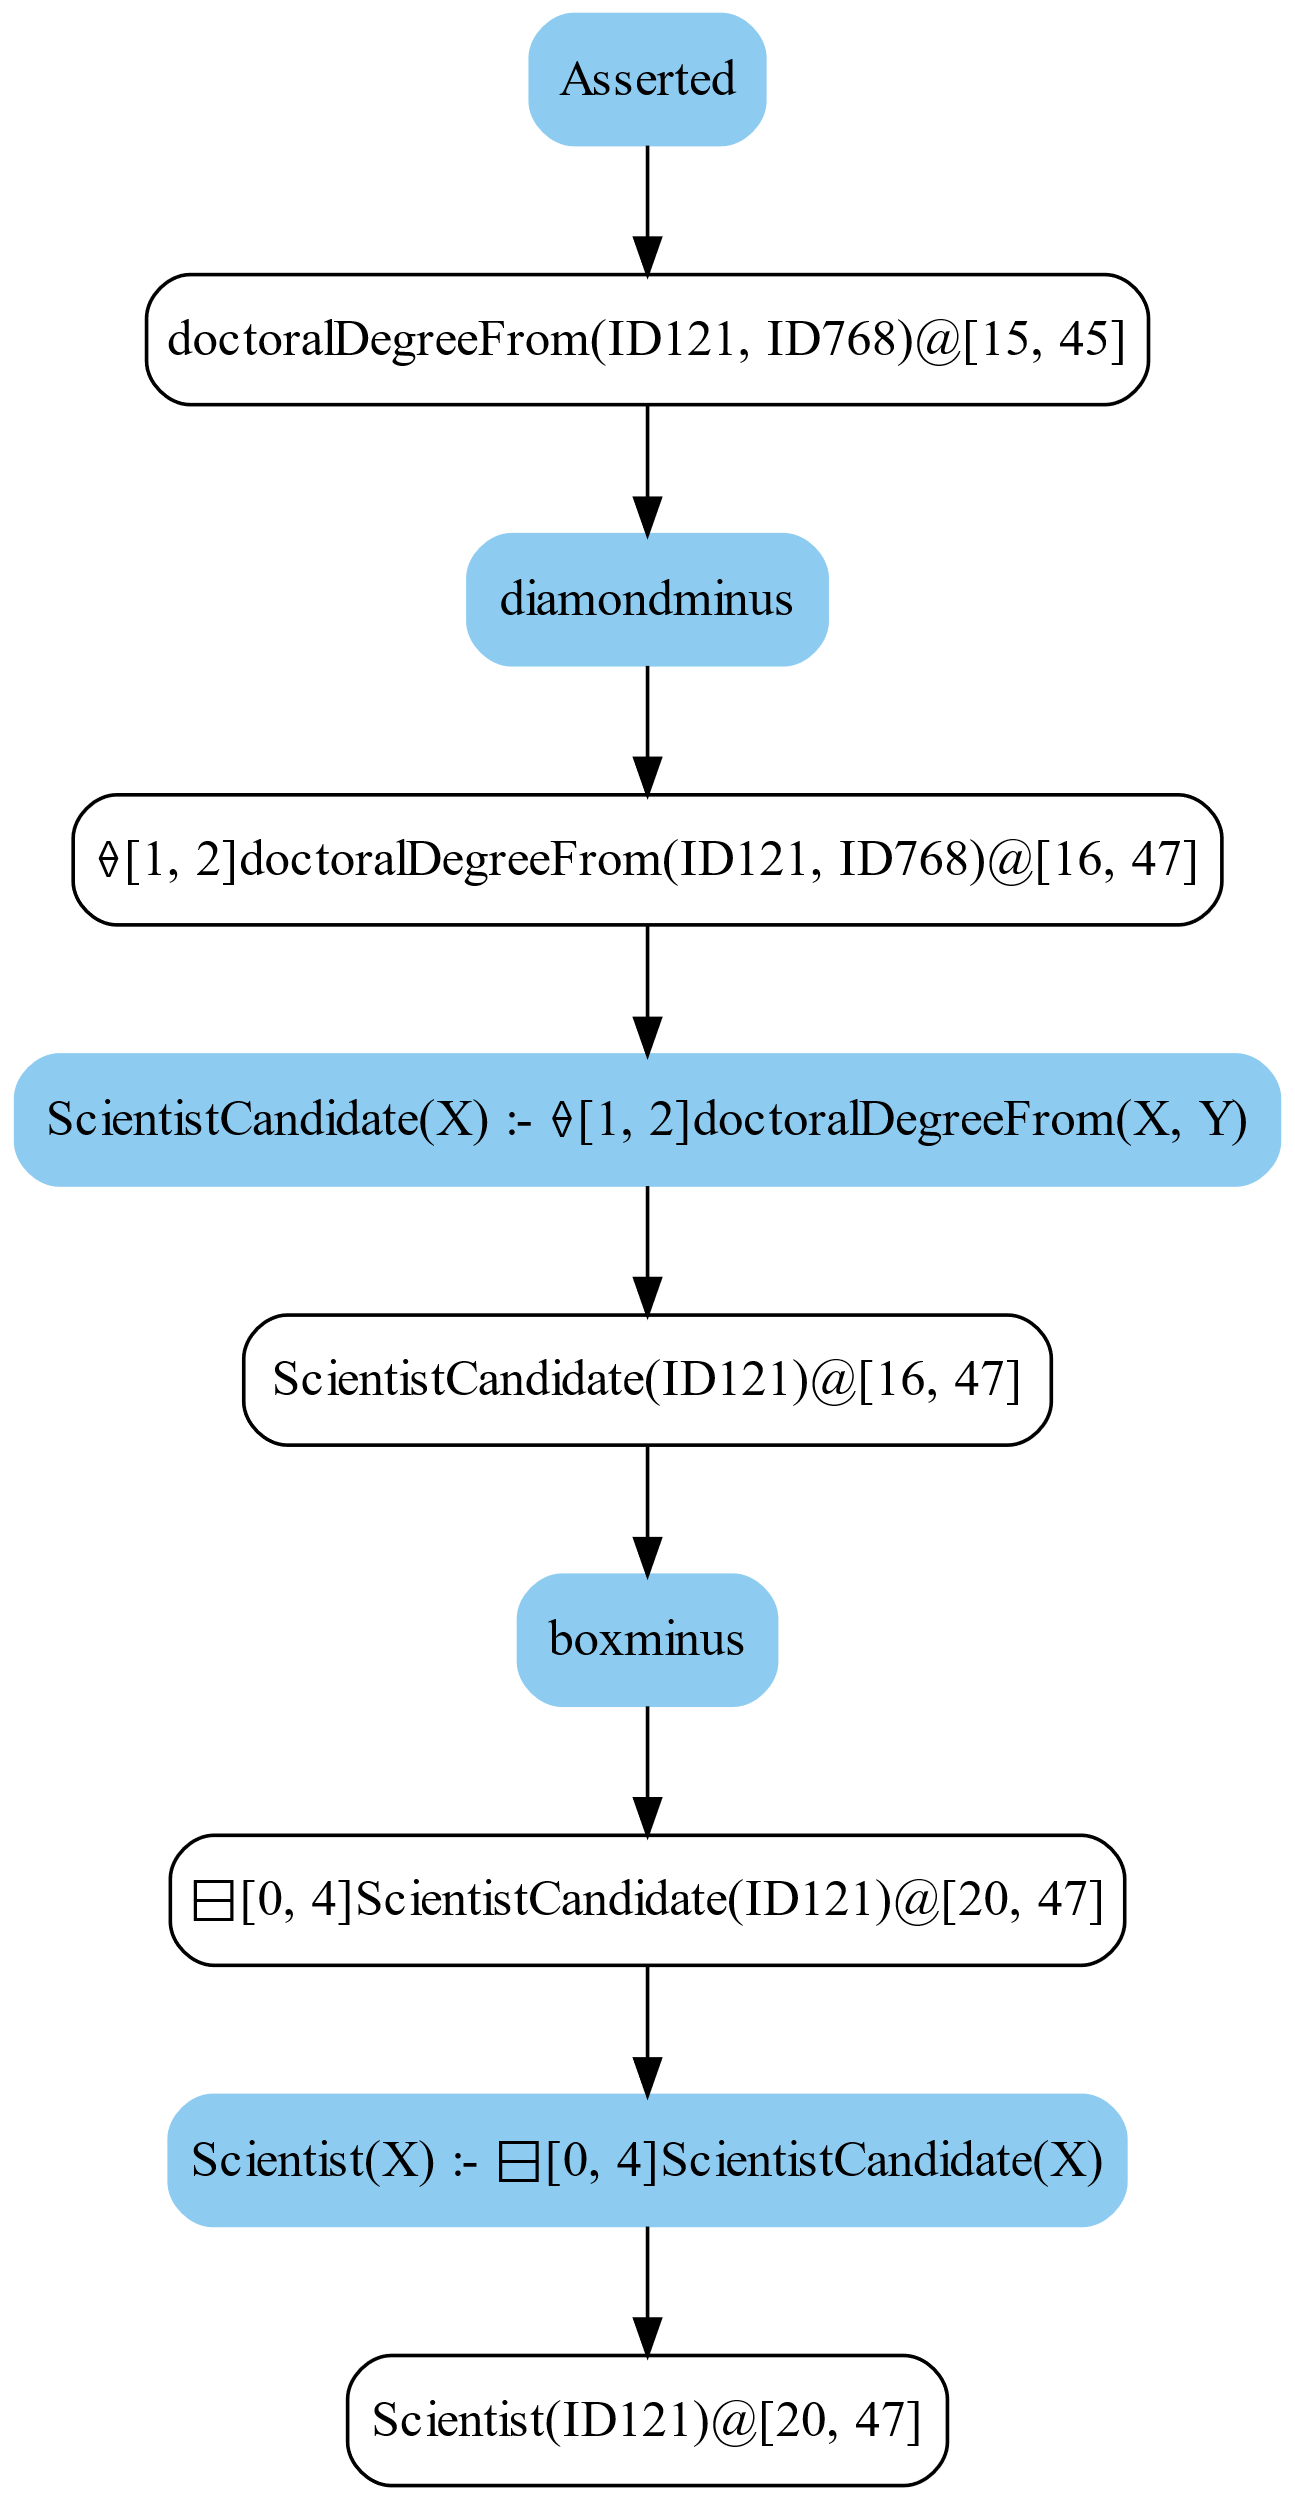 Asserted
doctoralDegreeFrom(ID121, ID768)@[15, 45]
diamondminus
⟠[1, 2]doctoralDegreeFrom(ID121, ID768)@[16, 47]
ScientistCandidate(X) :- ⟠[1, 2]doctoralDegreeFrom(X, Y)
ScientistCandidate(ID121)@[16, 47]
boxminus
⊟[0, 4]ScientistCandidate(ID121)@[20, 47]
Scientist(X) :- ⊟[0, 4]ScientistCandidate(X)
Scientist(ID121)@[20, 47]